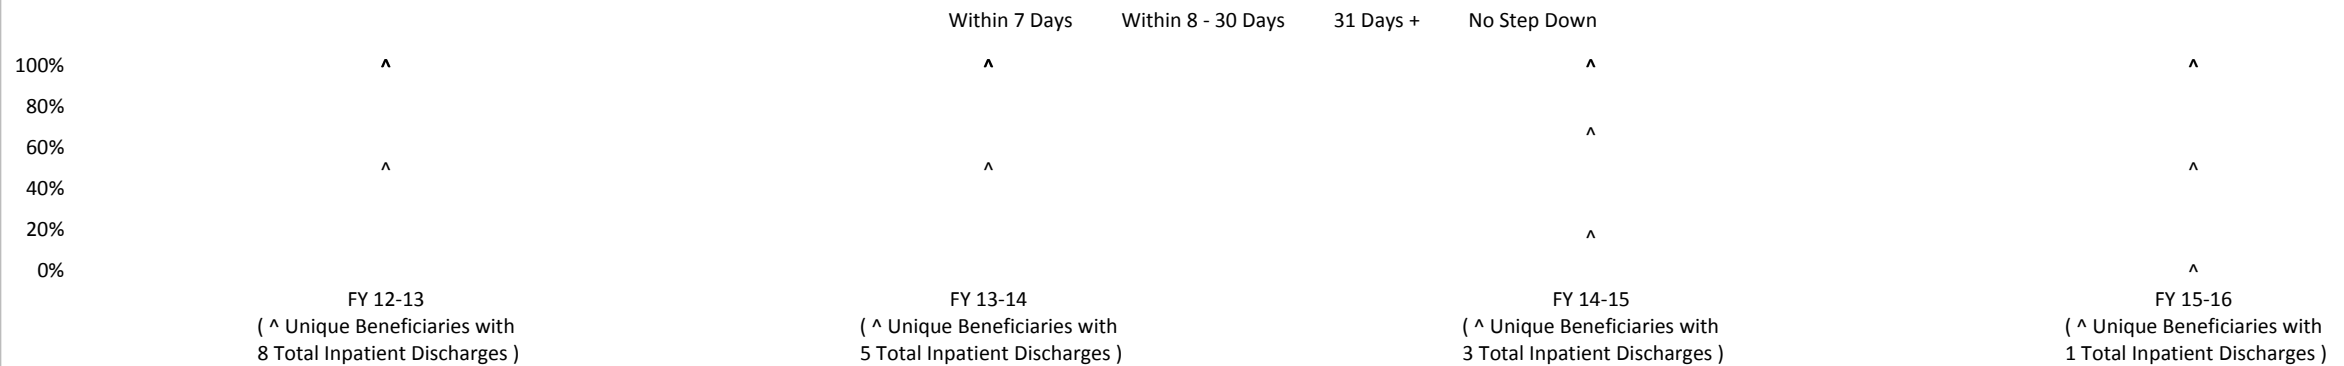 Within 7 Days Within 8 - 30 Days 31 Days + No Step Down
100% ^ ^ ^ ^
80%
^
60%
^ ^ ^
40%
20%
^
0% ^
FY 12-13 FY 13-14 FY 14-15 FY 15-16
( ^ Unique Beneficiaries with ( ^ Unique Beneficiaries with ( ^ Unique Beneficiaries with ( ^ Unique Beneficiaries with
8 Total Inpatient Discharges ) 5 Total Inpatient Discharges ) 3 Total Inpatient Discharges ) 1 Total Inpatient Discharges )